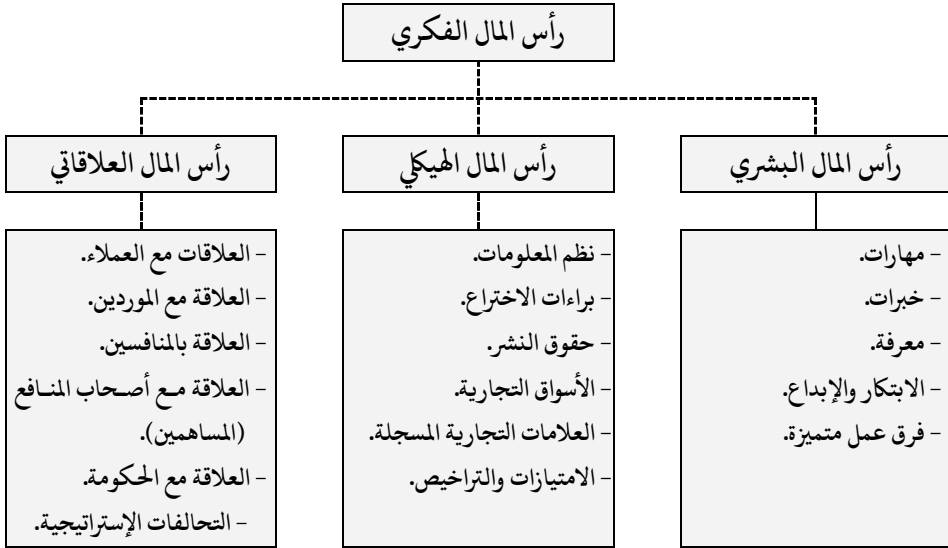 رأس المال الفكري
رأس المال البشري
- مهارات.
- خبرات.
- معرفة.
- الابتكار والإبداع.
- فرق عمل متميزة.
رأس المال الهيكلي
- نظم المعلومات.
- براءات الاختراع.
- حقوق النشر.
- الأسواق التجارية.
- العلامات التجارية المسجلة.
- الامتيازات والتراخيص.
رأس المال العلاقاتي
- العلاقات مع العملاء.
- العلاقة مع الموردين.
- العلاقة بالمنافسين.
- العلاقة مع أصحاب المنافع
(المساهمين).
- العلاقة مع الحكومة.
- التحالفات الإستراتيجية.